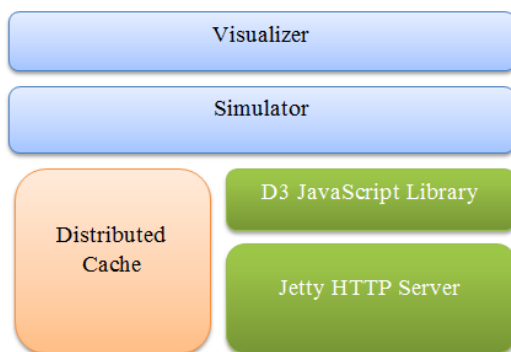 Visualizer
Simulator
Distributed
Cache
D3 JavaScript Library
Jetty HTTP Server